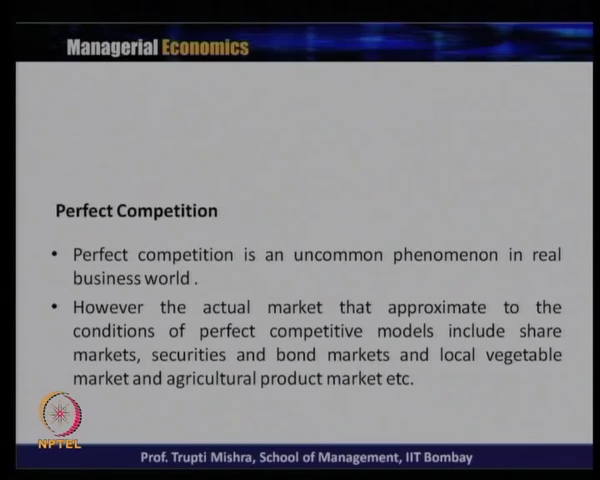 Managerial Economics
Perfect Competition
• Perfect competition is an uncommon phenomenon in real
business world .
• However the actual market that approximate to the
conditions of perfect competitive models include share
markets, securities and bond markets and local vegetable
market and agricultural product market etc.
NPTEL
Prof. Trupti Mishra, School of Management, IIT Bombay